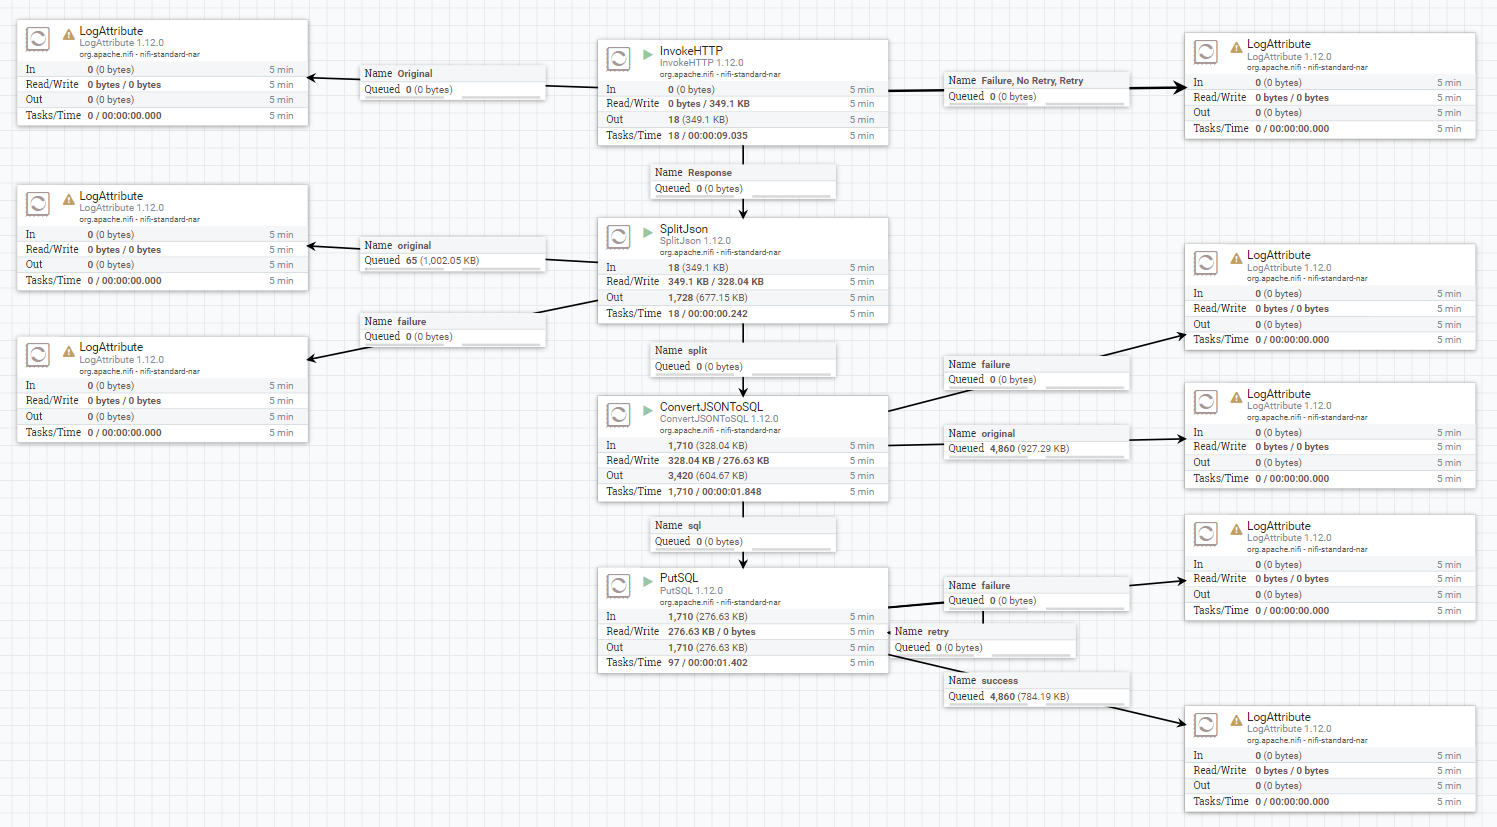 LogAttribute
LogAttribute 1.12.0
org.apache.nifi - nifi-standard-nar
In 0 (0 bytes) 5 min
Read/Write 0 bytes / 0 bytes 5 min
Out 0 (0 bytes) 5 min
Tasks/Time 0 / 00:00:00.000 5 min
Name Original
Queued 0 (0 bytes)
InvokeHTTP
InvokeHTTP 1.12.0
org.apache.nifi - nifi-standard-nar
In 0 (0 bytes) 5 min
Read/Write 0 bytes / 349.1 KB 5 min
Out 18 (349.1 KB) 5 min
Tasks/Time 18 / 00:00:09.035 5 min
Name Failure, No Retry, Retry
Queued 0 (0 bytes)
LogAttribute
LogAttribute 1.12.0
org.apache.nifi - nifi-standard-nar
In 0 (0 bytes) 5 min
Read/Write 0 bytes / 0 bytes 5 min
Out 0 (0 bytes) 5 min
Tasks/Time 0 / 00:00:00.000 5 min
Name Response
Queued 0 (0 bytes)
LogAttribute
LogAttribute 1.12.0
org.apache.nifi - nifi-standard-nar
In 0 (0 bytes) 5 min
Read/Write 0 bytes / 0 bytes 5 min
Out 0 (0 bytes) 5 min
Tasks/Time 0 / 00:00:00.000 5 min
Name original
Queued 65 (1,002.05 KB)
SplitJson
SplitJson 1.12.0
org.apache.nifi - nifi-standard-nar
In 18 (349.1 KB) 5 min
Read/Write 349.1 KB / 328.04 KB 5 min
Out 1,728 (677.15 KB) 5 min
Tasks/Time 18 / 00:00:00.242 5 min
LogAttribute
LogAttribute 1.12.0
org.apache.nifi - nifi-standard-nar
In 0 (0 bytes) 5 min
Read/Write 0 bytes / 0 bytes 5 min
Out 0 (0 bytes) 5 min
Tasks/Time 0 / 00:00:00.000 5 min
Name failure
Queued 0 (0 bytes)
LogAttribute
LogAttribute 1.12.0
org.apache.nifi - nifi-standard-nar
In 0 (0 bytes) 5 min
Read/Write 0 bytes / 0 bytes 5 min
Out 0 (0 bytes) 5 min
Tasks/Time 0 / 00:00:00.000 5 min
Name split
Queued 0 (0 bytes)
Name failure
Queued 0 (0 bytes)
ConvertJSONToSQL
ConvertJSONToSQL 1.12.0
org.apache.nifi - nifi-standard-nar
In 1,710 (328.04 KB) 5 min
Read/Write 328.04 KB / 276.63 KB 5 min
Out 3,420 (604.67 KB) 5 min
Tasks/Time 1,710 / 00:00:01.848 5 min
Name original
Queued 4,860 (927.29 KB)
LogAttribute
LogAttribute 1.12.0
org.apache.nifi - nifi-standard-nar
In 0 (0 bytes) 5 min
Read/Write 0 bytes / 0 bytes 5 min
Out 0 (0 bytes) 5 min
Tasks/Time 0 / 00:00:00.000 5 min
Name sql
Queued 0 (0 bytes)
LogAttribute
LogAttribute 1.12.0
org.apache.nifi - nifi-standard-nar
In 0 (0 bytes) 5 min
Read/Write 0 bytes / 0 bytes 5 min
Out 0 (0 bytes) 5 min
Tasks/Time 0 / 00:00:00.000 5 min
PutSQL
PutSQL 1.12.0
org.apache.nifi - nifi-standard-nar
In 1,710 (276.63 KB) 5 min
Read/Write 276.63 KB / 0 bytes 5 min
Out 1,710 (276.63 KB) 5 min
Tasks/Time 97 / 00:00:01.402 5 min
Name failure
Queued 0 (0 bytes)
Name retry
Queued 0 (0 bytes)
Name success
Queued 4,860 (784.19 KB)
LogAttribute
LogAttribute 1.12.0
org.apache.nifi - nifi-standard-nar
In 0 (0 bytes) 5 min
Read/Write 0 bytes / 0 bytes 5 min
Out 0 (0 bytes) 5 min
Tasks/Time 0 / 00:00:00.000 5 min